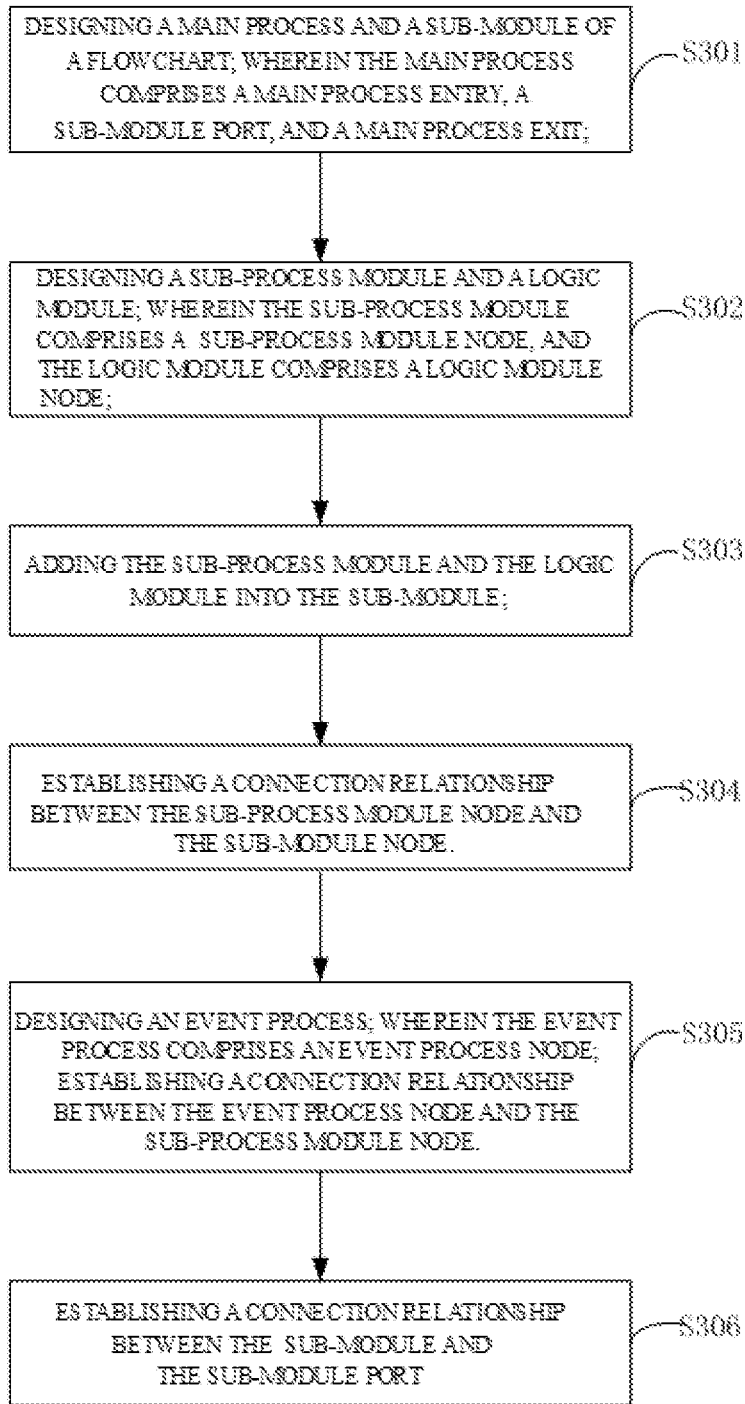 DESIGNING A MAIN PROCESS AND A SUB-MODULE OF
A FLOW CHART; WHEREIN THE MAIN PROCESS
COMPRISES A MAIN PROCESS ENTRY, A
SUB-MODULE PORT, AND A MAIN PROCESS EXIT;
S301
DESIGNING A SUB-PROCESS MODULE AND A LOGIC
MODULE; WHEREIN THE SUB-PROCESS MODULE
COMPRISES A SUB-PROCESS MODULE NODE, AND
THE LOGIC MODULE COMPRISES A LOGIC MODULE
NODE;
S302
ADDING THE SUB-PROCESS MODULE AND THE LOGIC
MODULE INTO THE SUB-MODULE;
S303
ESTABLISHING A CONNECTION RELATIONSHIP
BETWEEN THE SUB-PROCESS MODULE NODE AND
THE SUB-MODULE NODE.
S304
DESIGNING AN EVENT PROCESS; WHEREIN THE EVENT
PROCESS COMPRISES AN EVENT PROCESS NODE;
ESTABLISHING A CONNECTION RELATIONSHIP
BETWEEN THE EVENT PROCESS NODE AND THE
SUB-PROCESS MODULE NODE.
S305
ESTABLISHING A CONNECTION RELATIONSHIP
BETWEEN THE SUB-MODULE AND
THE SUB-MODULE PORT
S306